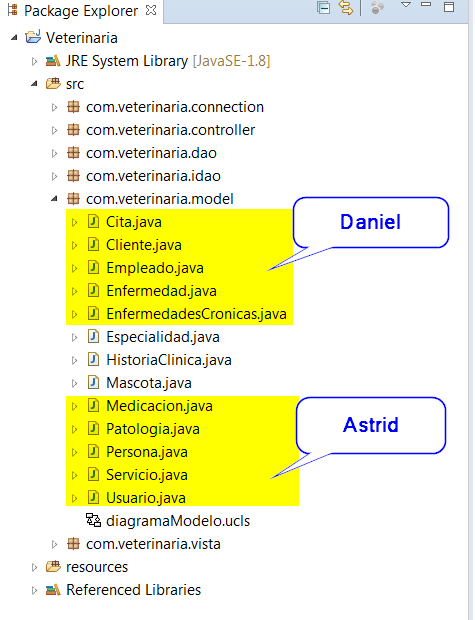 Package Explorer
Veterinaria
JRE System Library [JavaSE-1.8]
src
com.veterinaria.connection
com.veterinaria.controller
com.veterinaria.dao
com.veterinaria.idao
com.veterinaria.model
Cita.java
Daniel
Cliente.java
Empleado.java
Enfermedad.java
EnfermedadesCronicas.java
Especialidad.java
HistoriaClinica.java
Mascota.java
Medicacion.java
Astrid
Patologia.java
Persona.java
Servicio.java
Usuario.java
diagramaModelo.ucls
com.veterinaria.vista
resources
Referenced Libraries